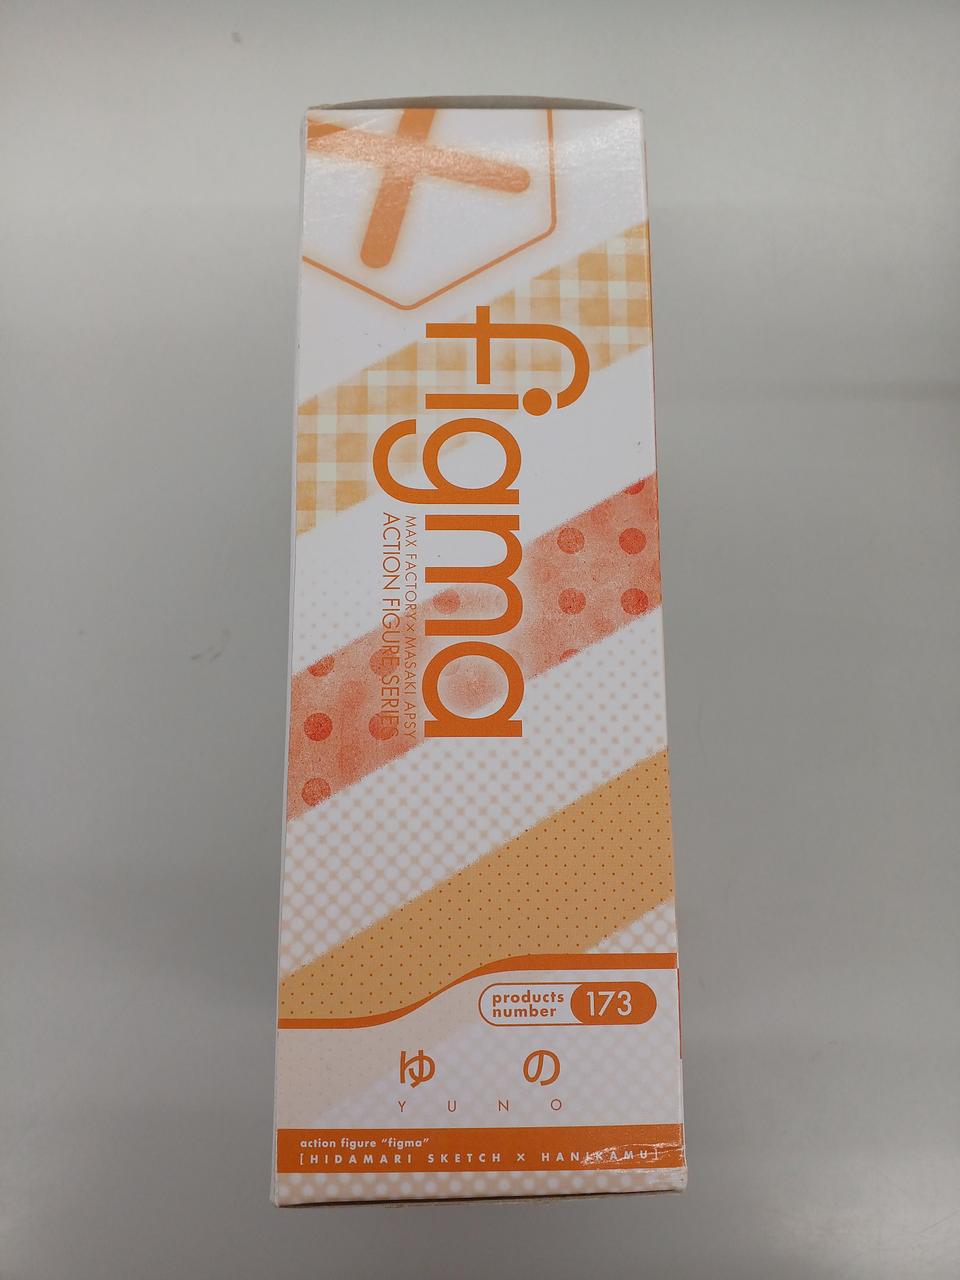 figma
MAX FACTORY × MASAKI APSY
ACTION FIGURE SERIES
products
number
173
ゆの
YUNO
action figure "figma"
[HIDAMARI SKETCH × HANIKAMU]